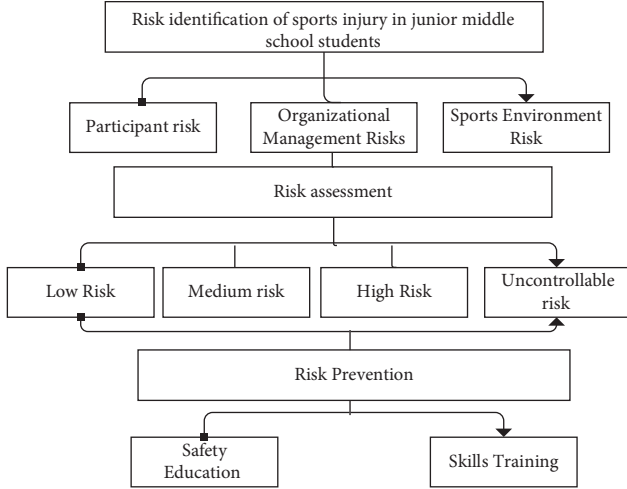 Risk identification of sports injury in junior middle
school students
Participant risk
Organizational
Management Risks
Sports Environment
Risk
Risk assessment
Low Risk
Medium risk
High Risk
Uncontrollable
risk
Risk Prevention
Safety
Education
Skills Training